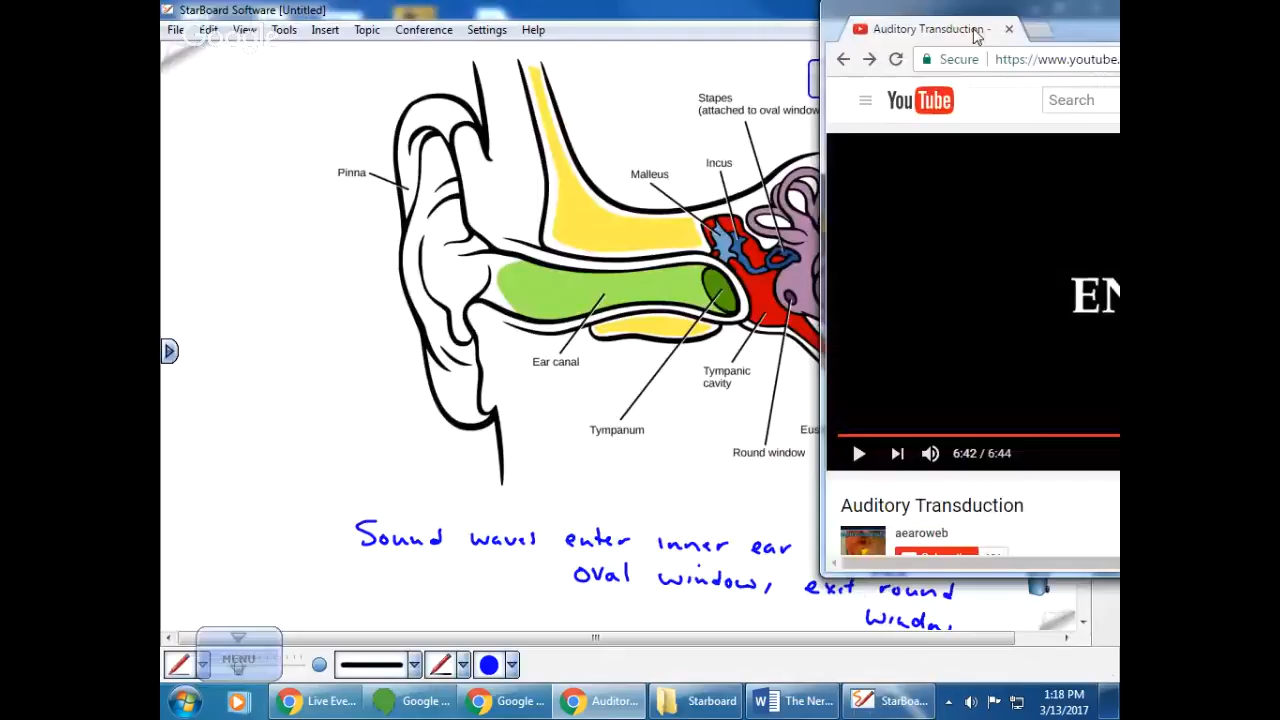 StarBoard Software [Untitled]
File Edit View Tools Insert Topic Conference Settings Help
Google
Auditory Transduction -
Secure https://www.youtube.
YouTube
Search
Stapes
(attached to oval window
Incus
Malleus
Pinna
Ear canal
Tympanic
cavity
Tympanum
Round window
Eus
EN
6:42 / 6:44
Auditory Transduction
aearoweb
Sound waves enter inner ear
oval window, exit round
window.
MENU
Live Eve...
Google ...
Google ...
Auditor...
Starboard
The Ner...
StarBoa...
1:18 PM
3/13/2017